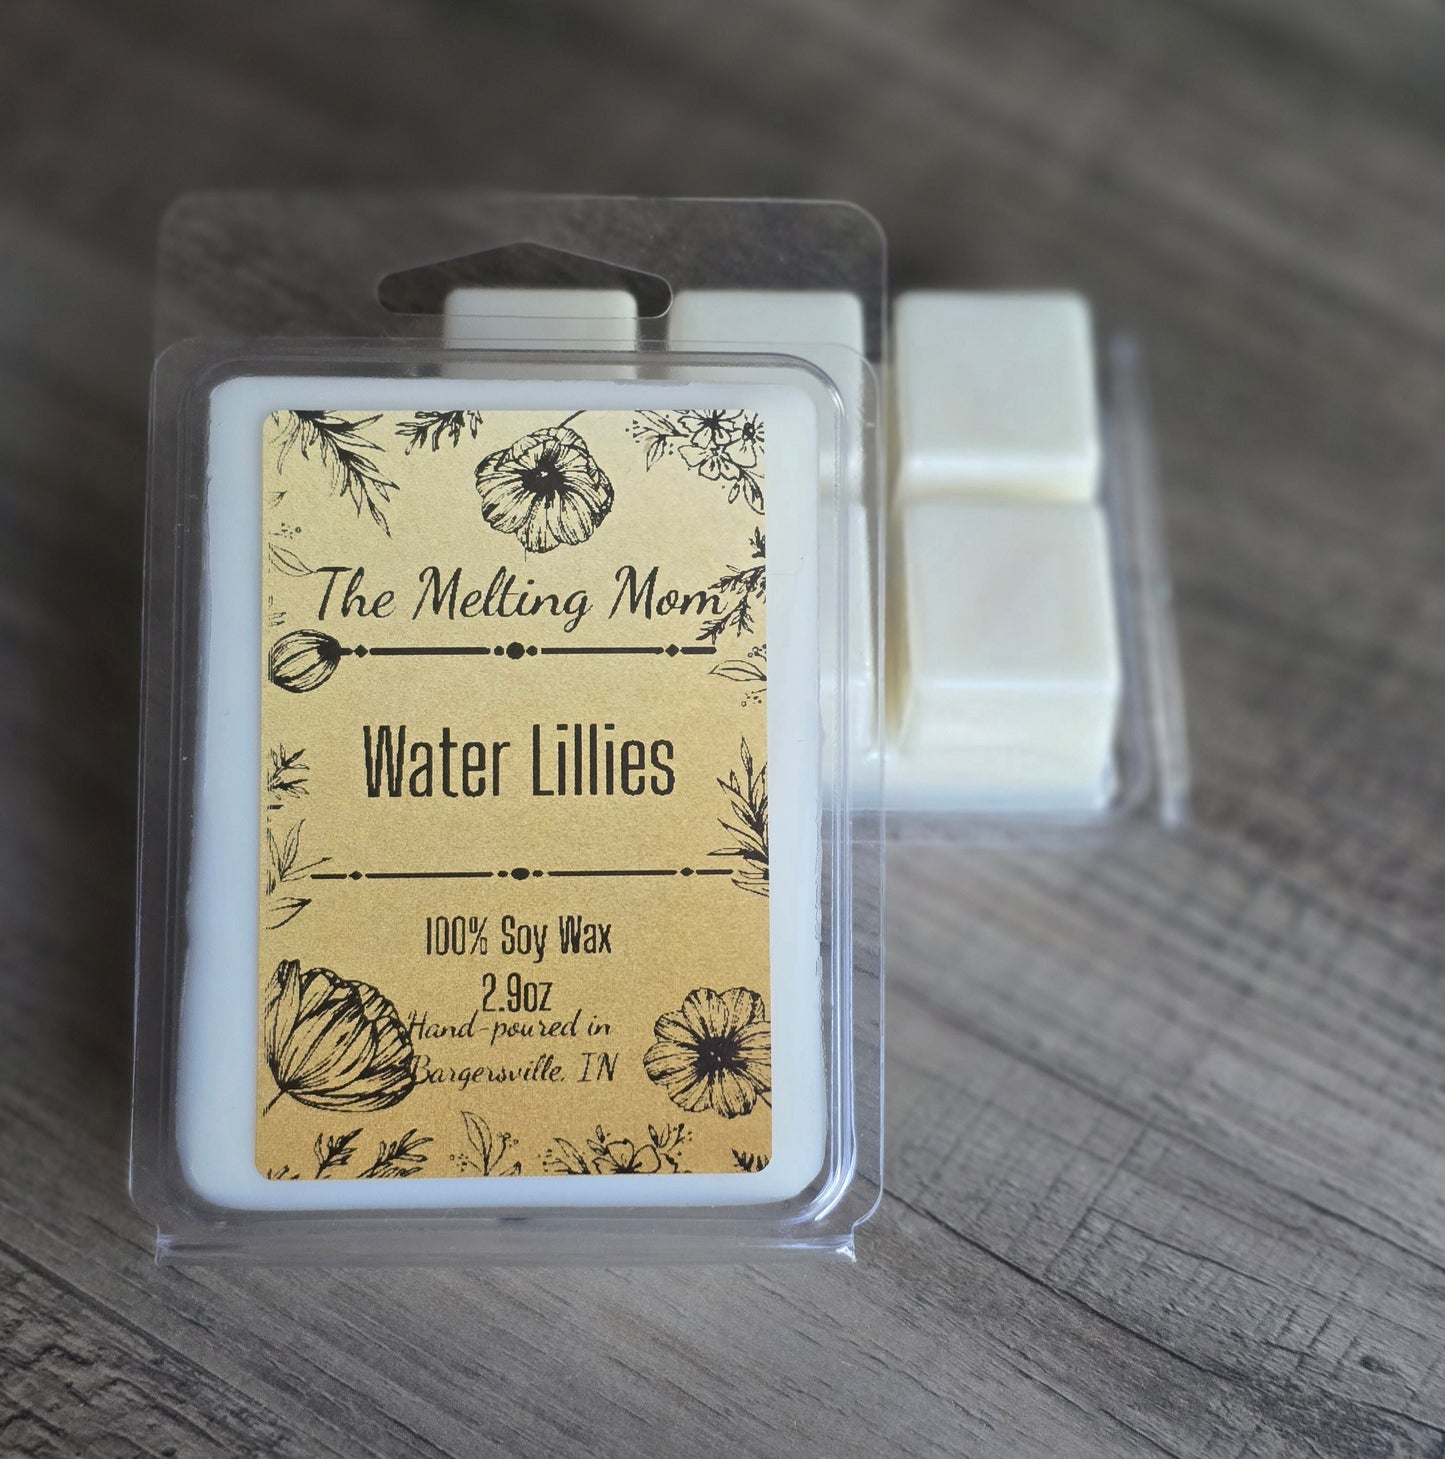 The Melting Mom
Water Lillies
100% Soy Wax
2.9oz
Hand-poured in
Bargersville, IN